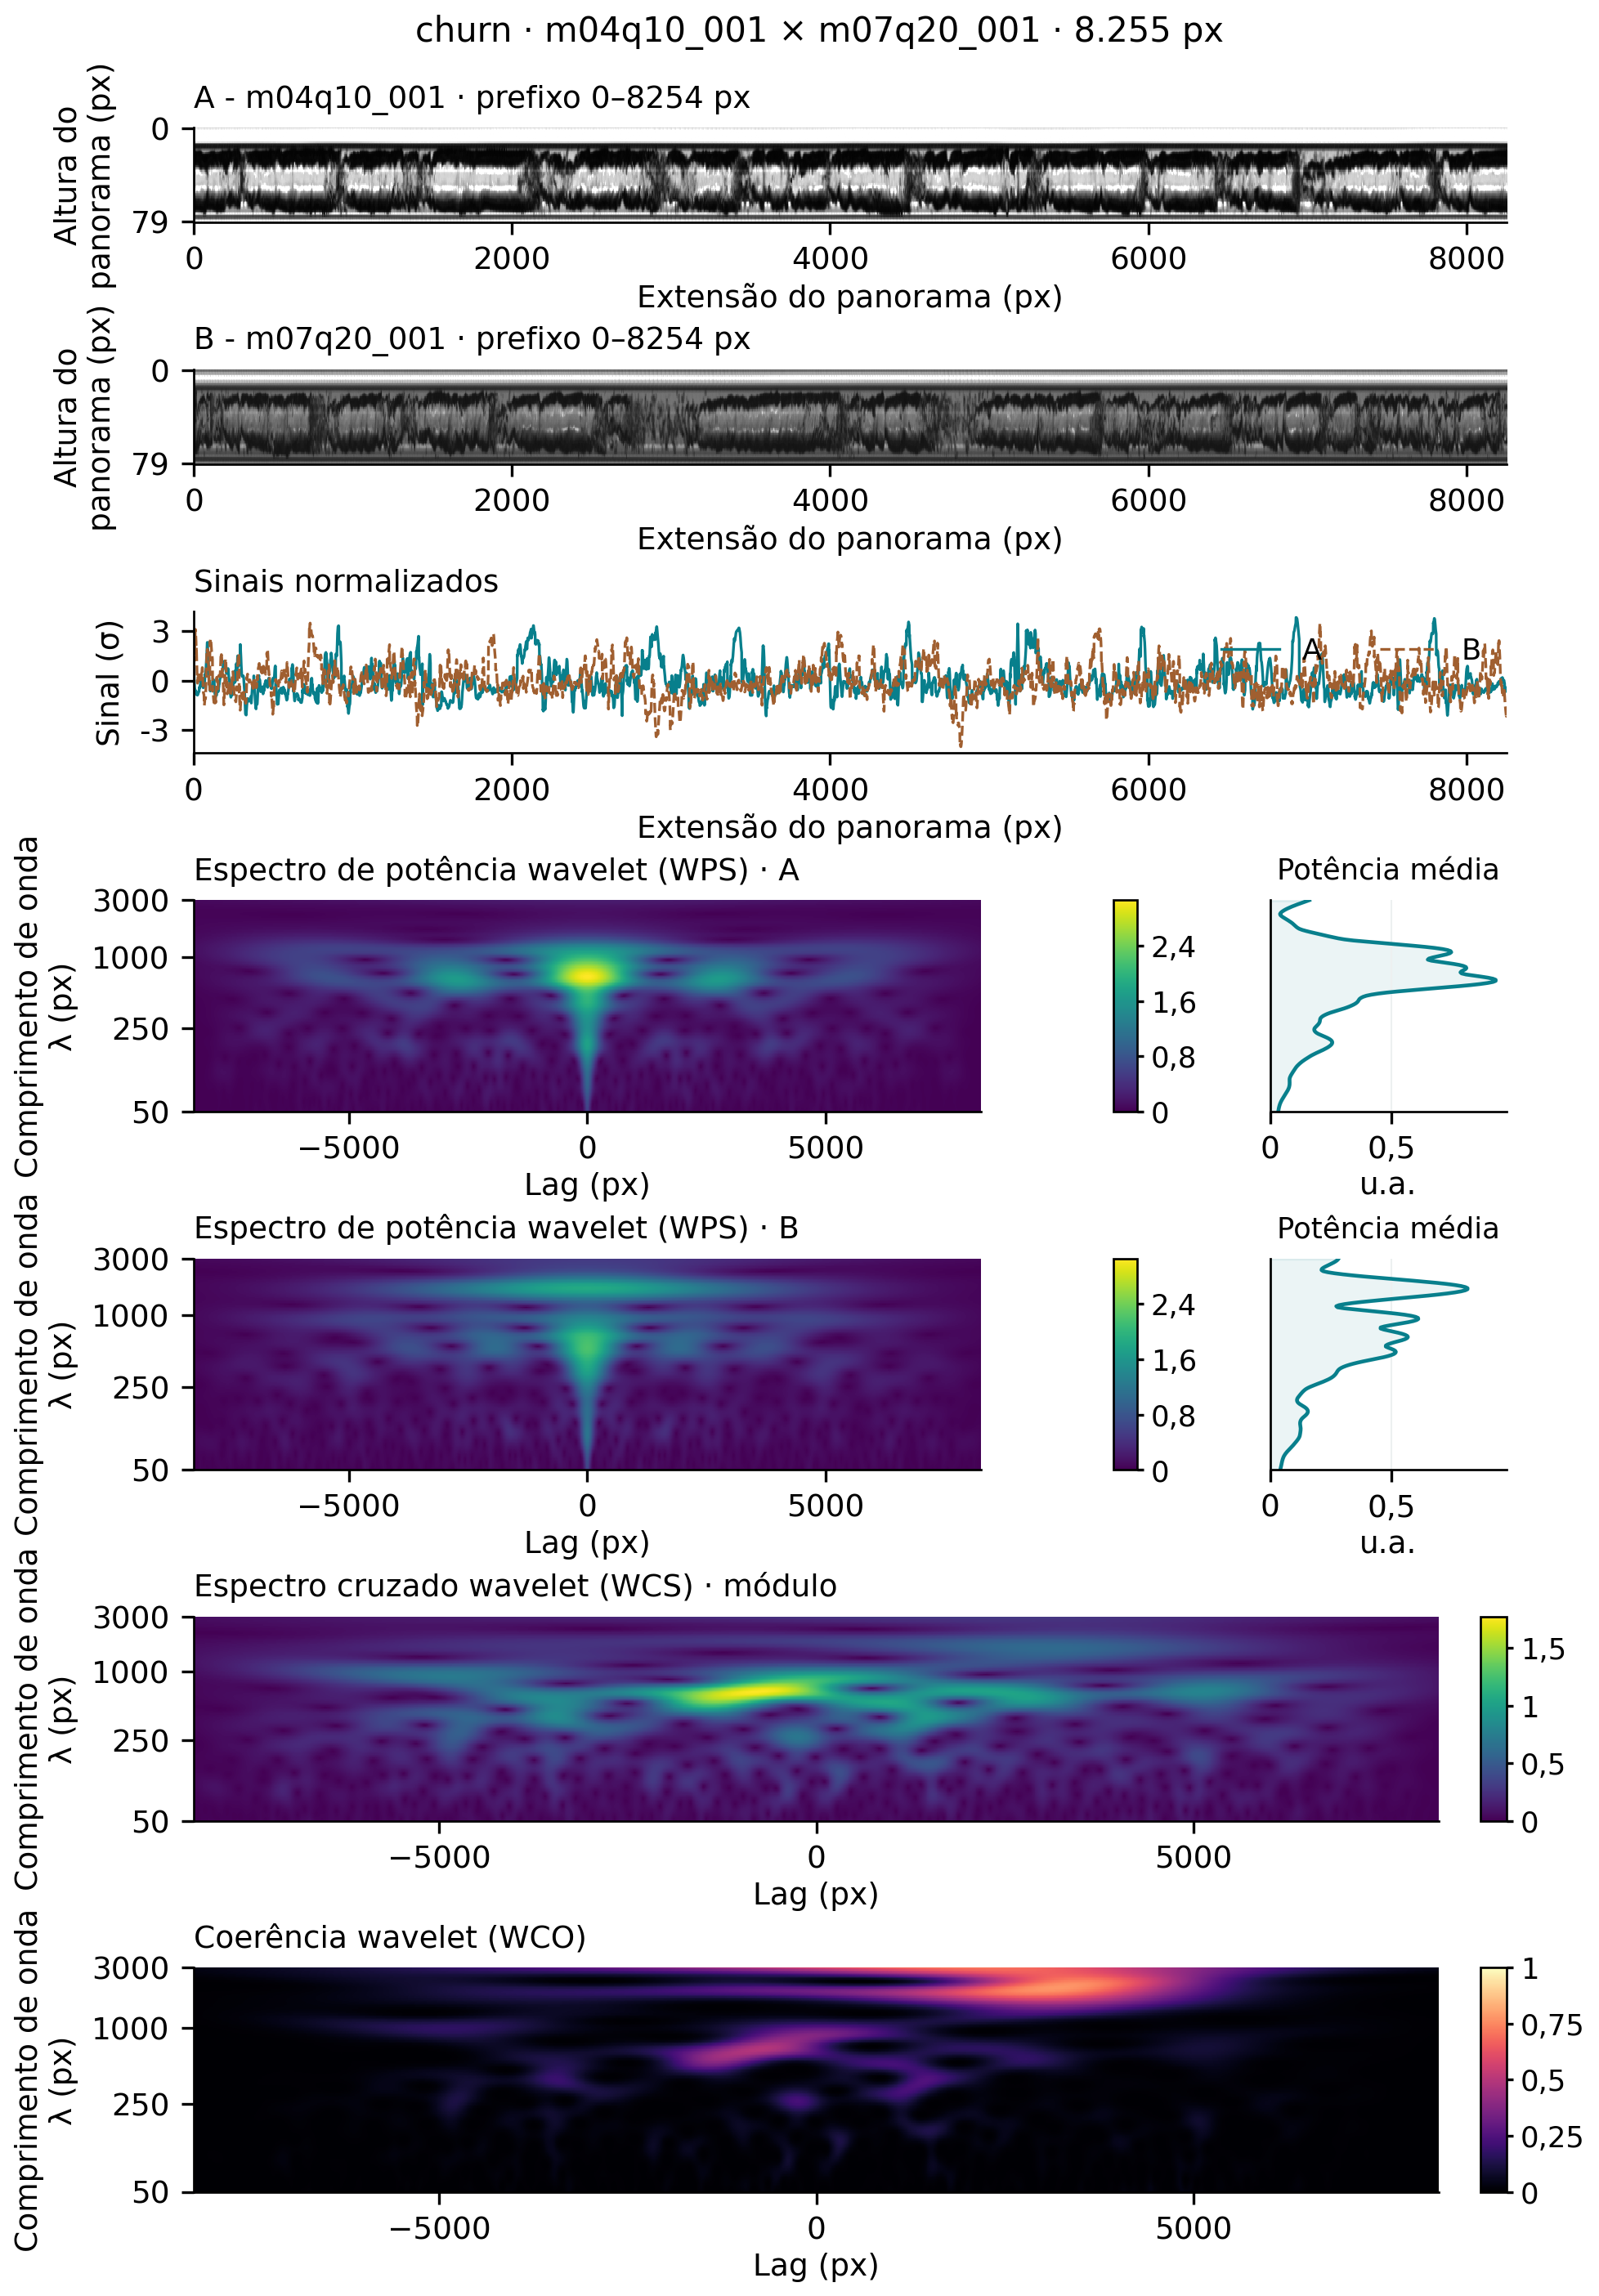 churn · m04q10_001 × m07q20_001 · 8.255 px
A - m04q10_001 · prefixo 0–8254 px
Altura do
panorama (px)
0
79
0 2000 4000 6000 8000
Extensão do panorama (px)
B - m07q20_001 · prefixo 0–8254 px
Altura do
panorama (px)
0
79
0 2000 4000 6000 8000
Extensão do panorama (px)
Sinais normalizados
Sinal (σ)
3
0
-3
A B
0 2000 4000 6000 8000
Extensão do panorama (px)
Espectro de potência wavelet (WPS) · A
Comprimento de onda
λ (px)
3000
1000
250
50
−5000 0 5000
Lag (px)
2,4
1,6
0,8
0
Potência média
0 0,5
u.a.
Espectro de potência wavelet (WPS) · B
Comprimento de onda
λ (px)
3000
1000
250
50
−5000 0 5000
Lag (px)
2,4
1,6
0,8
0
Potência média
0 0,5
u.a.
Espectro cruzado wavelet (WCS) · módulo
Comprimento de onda
λ (px)
3000
1000
250
50
−5000 0 5000
Lag (px)
1,5
1
0,5
0
Coerência wavelet (WCO)
Comprimento de onda
λ (px)
3000
1000
250
50
−5000 0 5000
Lag (px)
1
0,75
0,5
0,25
0